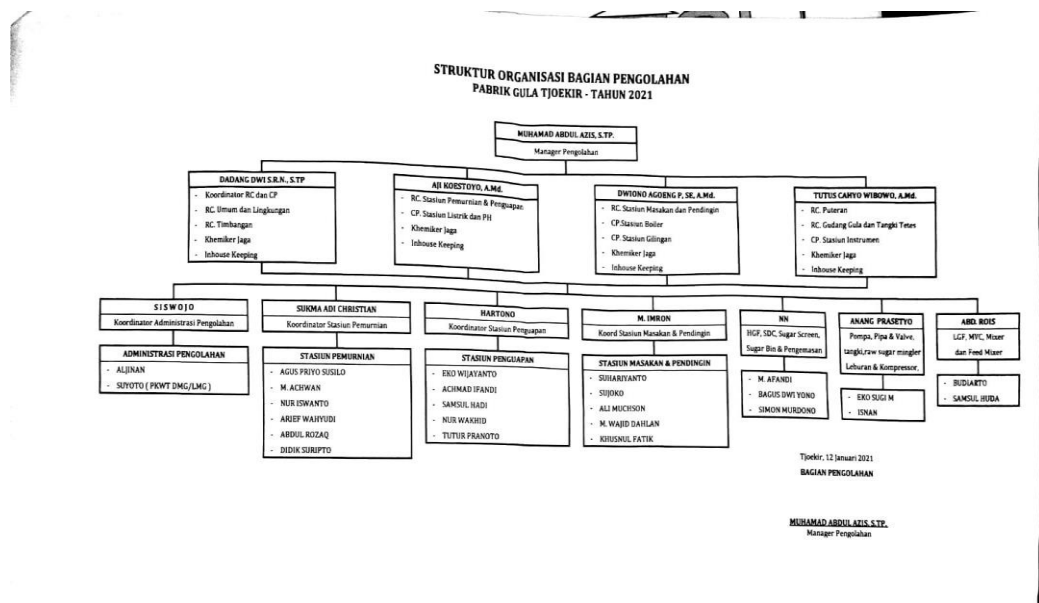 STRUKTUR ORGANISASI BAGIAN PENGOLAHAN
PABRIK GULA TJOEKIR - TAHUN 2021
MUHAMAD ABDUL AZIS, S.TP.
Manager Pengolahan
DADANG DWI S.R.N., S.TP
- Koordinator RC dan CP
- RC. Umum dan Lingkungan
- RC. Timbangan
- Khemiker Jaga
- Inhouse Keeping
AJI KOESTOYO, A.Md.
- RC. Stasiun Pemurnian & Penguapan
- CP. Stasiun Listrik dan PH
- Khemiker Jaga
- Inhouse Keeping
DWIONO AGOENG P, SE, A.Md.
- RC. Stasiun Masakan dan Pendingin
- CP.Stasiun Boiler
- CP. Stasiun Gilingan
- Khemiker Jaga
- Inhouse Keeping
TUTUS CAHYO WIBOWO, A.Md.
- RC. Puteran
- RC. Gudang Gula dan Tangki Tetes
- CP. Stasiun Instrumen
- Khemiker Jaga
- Inhouse Keeping
SISWOJO
Koordinator Administrasi Pengolahan
ADMINISTRASI PENGOLAHAN
- ALJINAN
- SUYOTO ( PKWT DMG/LMG )
SUKMA ADI CHRISTIAN
Koordinator Stasiun Pemurnian
STASIUN PEMURNIAN
- AGUS PRIYO SUSILO
- M. ACHWAN
- NUR ISWANTO
- ARIEF WAHYUDI
- ABDUL ROZAQ
- DIDIK SURIPTO
HARTONO
Koordinator Stasiun Penguapan
STASIUN PENGUAPAN
- EKO WIJAYANTO
- ACHMAD IFANDI
- SAMSUL HADI
- NUR WAKHID
- TUTUR PRANOTO
M. IMRON
Koord Stasiun Masakan & Pendingin
STASIUN MASAKAN & PENDINGIN
- SUHARIYANTO
- SUJOKO
- ALI MUCHSON
- M. WAJID DAHLAN
- KHUSNUL FATIK
NN
HGF, SDC, Sugar Screen,
Sugar Bin & Pengemasan
- M. AFANDI
- BAGUS DWI YONO
- SIMON MURDONO
ANANG PRASETYO
Pompa, Pipa & Valve,
tangki,raw sugar mingler
Leburan & Kompressor,
- EKO SUGI M
- ISNAN
ABD. ROIS
LGF, MVC, Mixer
dan Feed Mixer
- BUDIARTO
- SAMSUL HUDA
Tjoekir, 12 Januari 2021
BAGIAN PENGOLAHAN
MUHAMAD ABDUL AZIS, S.TP.
Manager Pengolahan